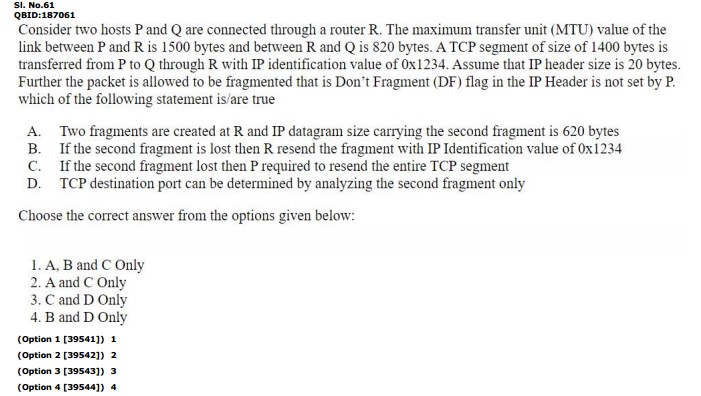 SI. No.61
QBID:187061
Consider two hosts P and Q are connected through a router R. The maximum transfer unit (MTU) value of the
link between P and R is 1500 bytes and between R and Q is 820 bytes. A TCP segment of size of 1400 bytes is
transferred from P to Q through R with IP identification value of 0x1234. Assume that IP header size is 20 bytes.
Further the packet is allowed to be fragmented that is Don't Fragment (DF) flag in the IP Header is not set by P.
which of the following statement is/are true
A. Two fragments are created at R and IP datagram size carrying the second fragment is 620 bytes
B. If the second fragment is lost then R resend the fragment with IP Identification value of 0x1234
C. If the second fragment lost then P required to resend the entire TCP segment
D. TCP destination port can be determined by analyzing the second fragment only
Choose the correct answer from the options given below:
1. A, B and C Only
2. A and C Only
3. C and D Only
4. B and D Only
(Option 1 [39541]) 1
(Option 2 [39542]) 2
(Option 3 [39543]) 3
(Option 4 [39544]) 4